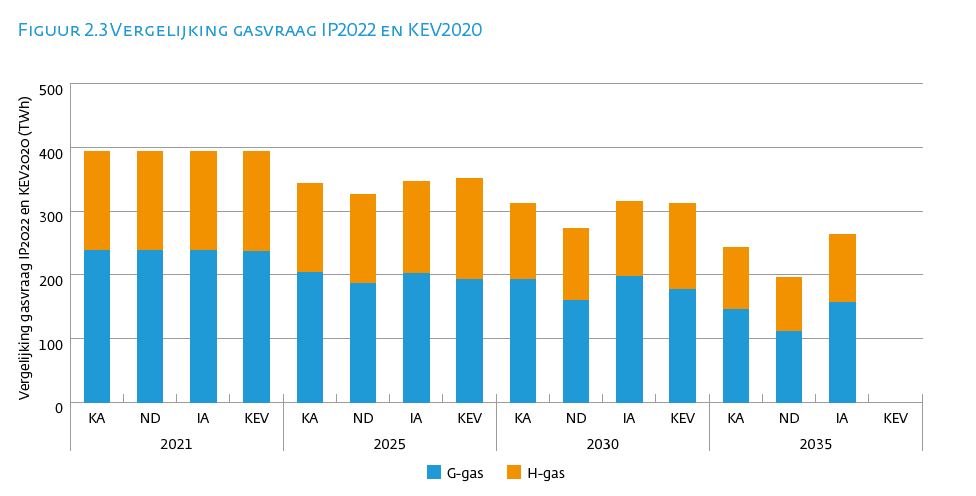 Figuur 2.3 Vergelijking gasvraag IP2022 en KEV2020
Vergelijking gasvraag IP2022 en KEV2020 (TWh)
500
400
300
200
100
0
KA ND IA KEV KA ND IA KEV KA ND IA KEV KA ND IA KEV
2021 2025 2030 2035
G-gas H-gas